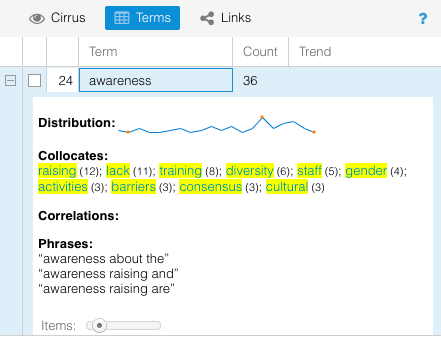 Cirrus Terms Links ?
Term Count Trend
24 awareness 36
Distribution:
Collocates:
raising (12); lack (11); training (8); diversity (6); staff (5); gender (4);
activities (3); barriers (3); consensus (3); cultural (3)
Correlations:
Phrases:
“awareness about the”
“awareness raising and”
“awareness raising are”
Items: